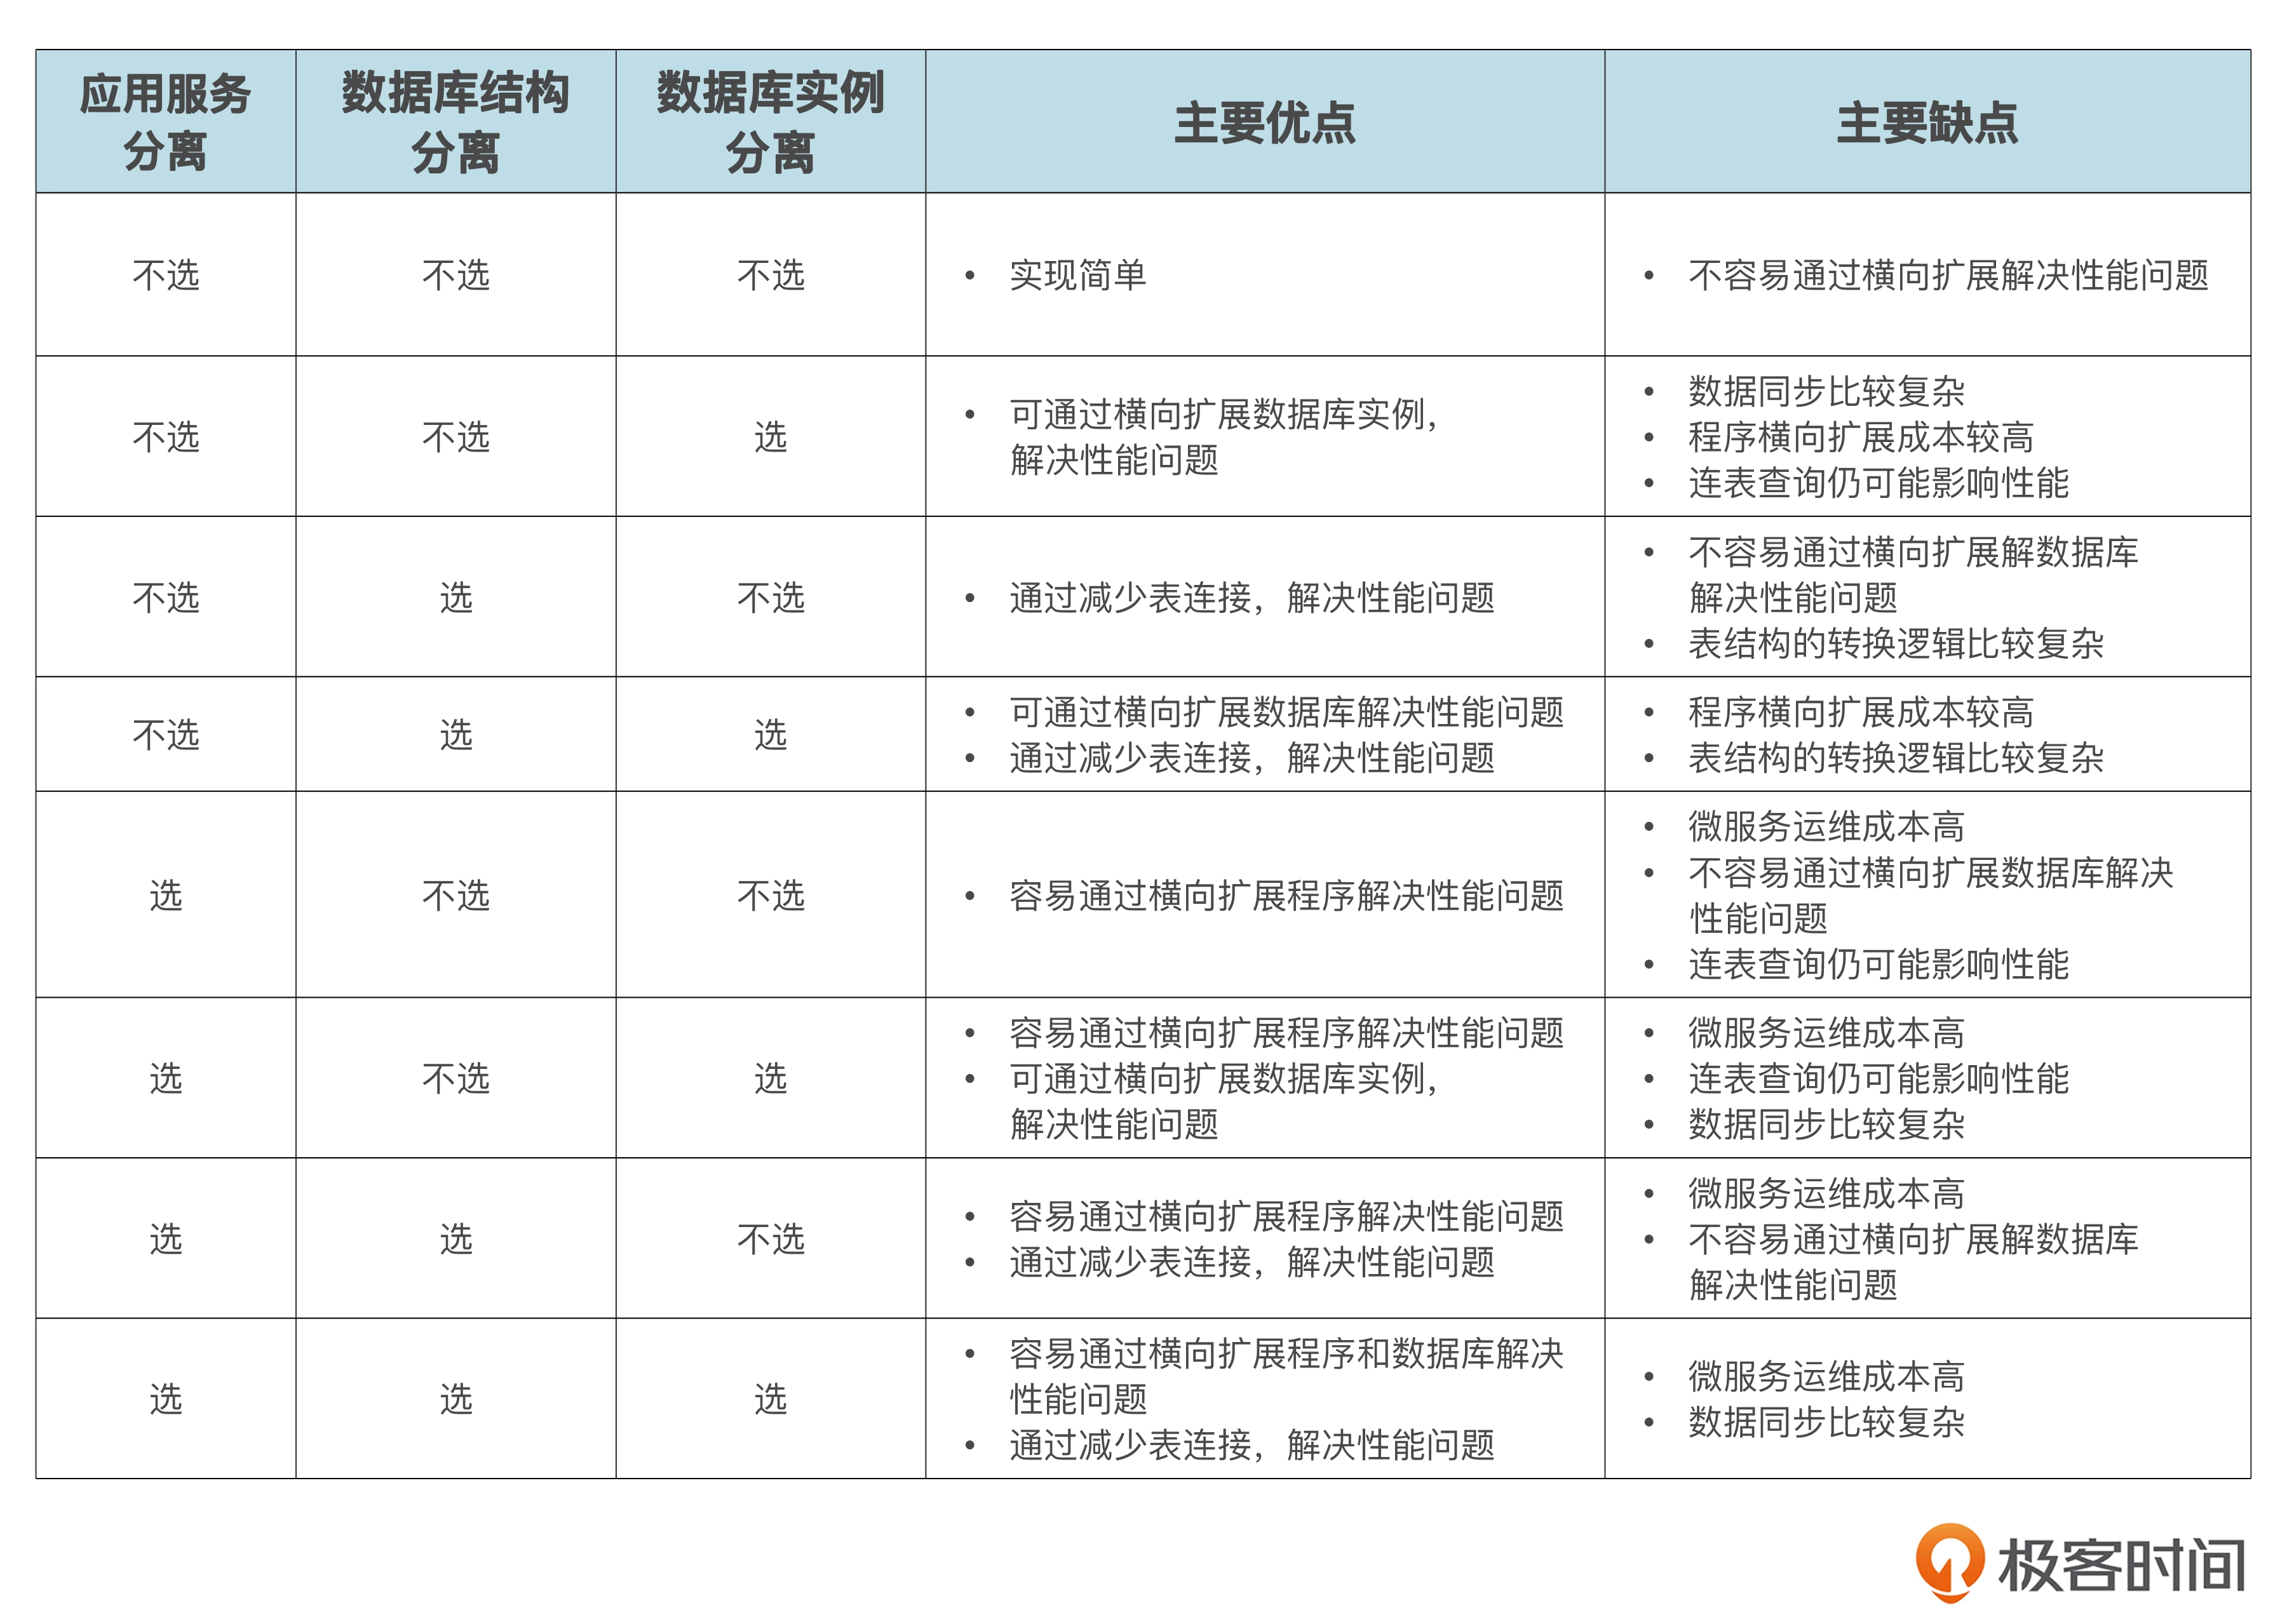 应用服务
分离
数据库结构
分离
数据库实例
分离
主要优点
主要缺点
不选
不选
不选
• 实现简单
• 不容易通过横向扩展解决性能问题
不选
不选
选
• 可通过横向扩展数据库实例，
解决性能问题
• 数据同步比较复杂
• 程序横向扩展成本较高
• 连表查询仍可能影响性能
不选
选
不选
• 通过减少表连接，解决性能问题
• 不容易通过横向扩展解数据库
解决性能问题
• 表结构的转换逻辑比较复杂
不选
选
选
• 可通过横向扩展数据库解决性能问题
• 通过减少表连接，解决性能问题
• 程序横向扩展成本较高
• 表结构的转换逻辑比较复杂
选
不选
不选
• 容易通过横向扩展程序解决性能问题
• 微服务运维成本高
• 不容易通过横向扩展数据库解决
性能问题
• 连表查询仍可能影响性能
选
不选
选
• 容易通过横向扩展程序解决性能问题
• 可通过横向扩展数据库实例，
解决性能问题
• 微服务运维成本高
• 连表查询仍可能影响性能
• 数据同步比较复杂
选
选
不选
• 容易通过横向扩展程序解决性能问题
• 通过减少表连接，解决性能问题
• 微服务运维成本高
• 不容易通过横向扩展解数据库
解决性能问题
选
选
选
• 容易通过横向扩展程序和数据库解决
性能问题
• 通过减少表连接，解决性能问题
• 微服务运维成本高
• 数据同步比较复杂
极客时间